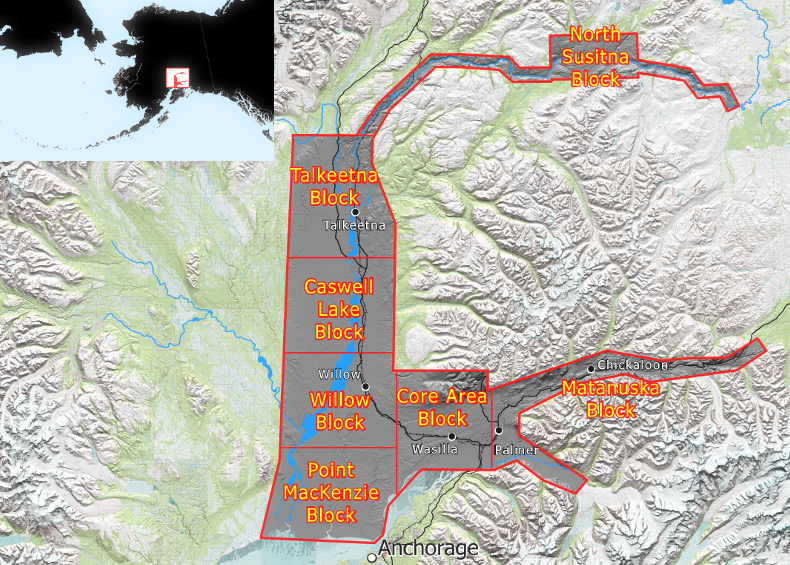 North
Susitna
Block
Talkeetna
Block
Talkeetna
Caswell
Lake
Block
Willow
Willow
Block
Core Area
Block
Chickaloon
Matanuska
Block
Wasilla
Palmer
Point
MacKenzie
Block
Anchorage